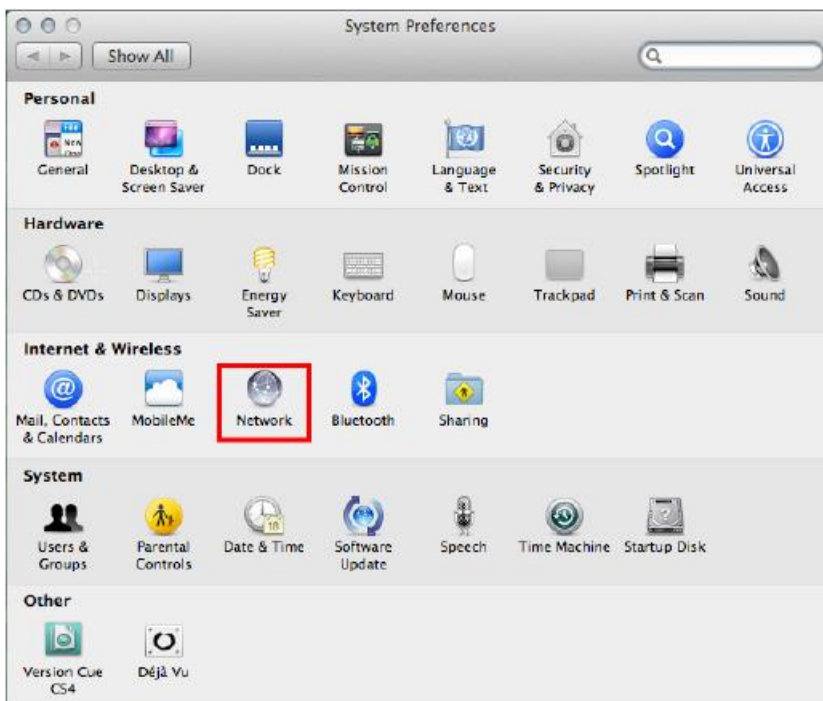 System Preferences
Show All
Personal
General
Desktop &
Screen Saver
Dock
Mission
Control
Language
& Text
Security
& Privacy
Spotlight
Universal
Access
Hardware
CDs & DVDs
Displays
Energy
Saver
Keyboard
Mouse
Trackpad
Print & Scan
Sound
Internet & Wireless
Mail, Contacts
& Calendars
MobileMe
Network
Bluetooth
Sharing
System
Users &
Groups
Parental
Controls
Date & Time
18
Software
Update
Speech
Time Machine
Startup Disk
Other
Version Cue
CS4
Déjà Vu